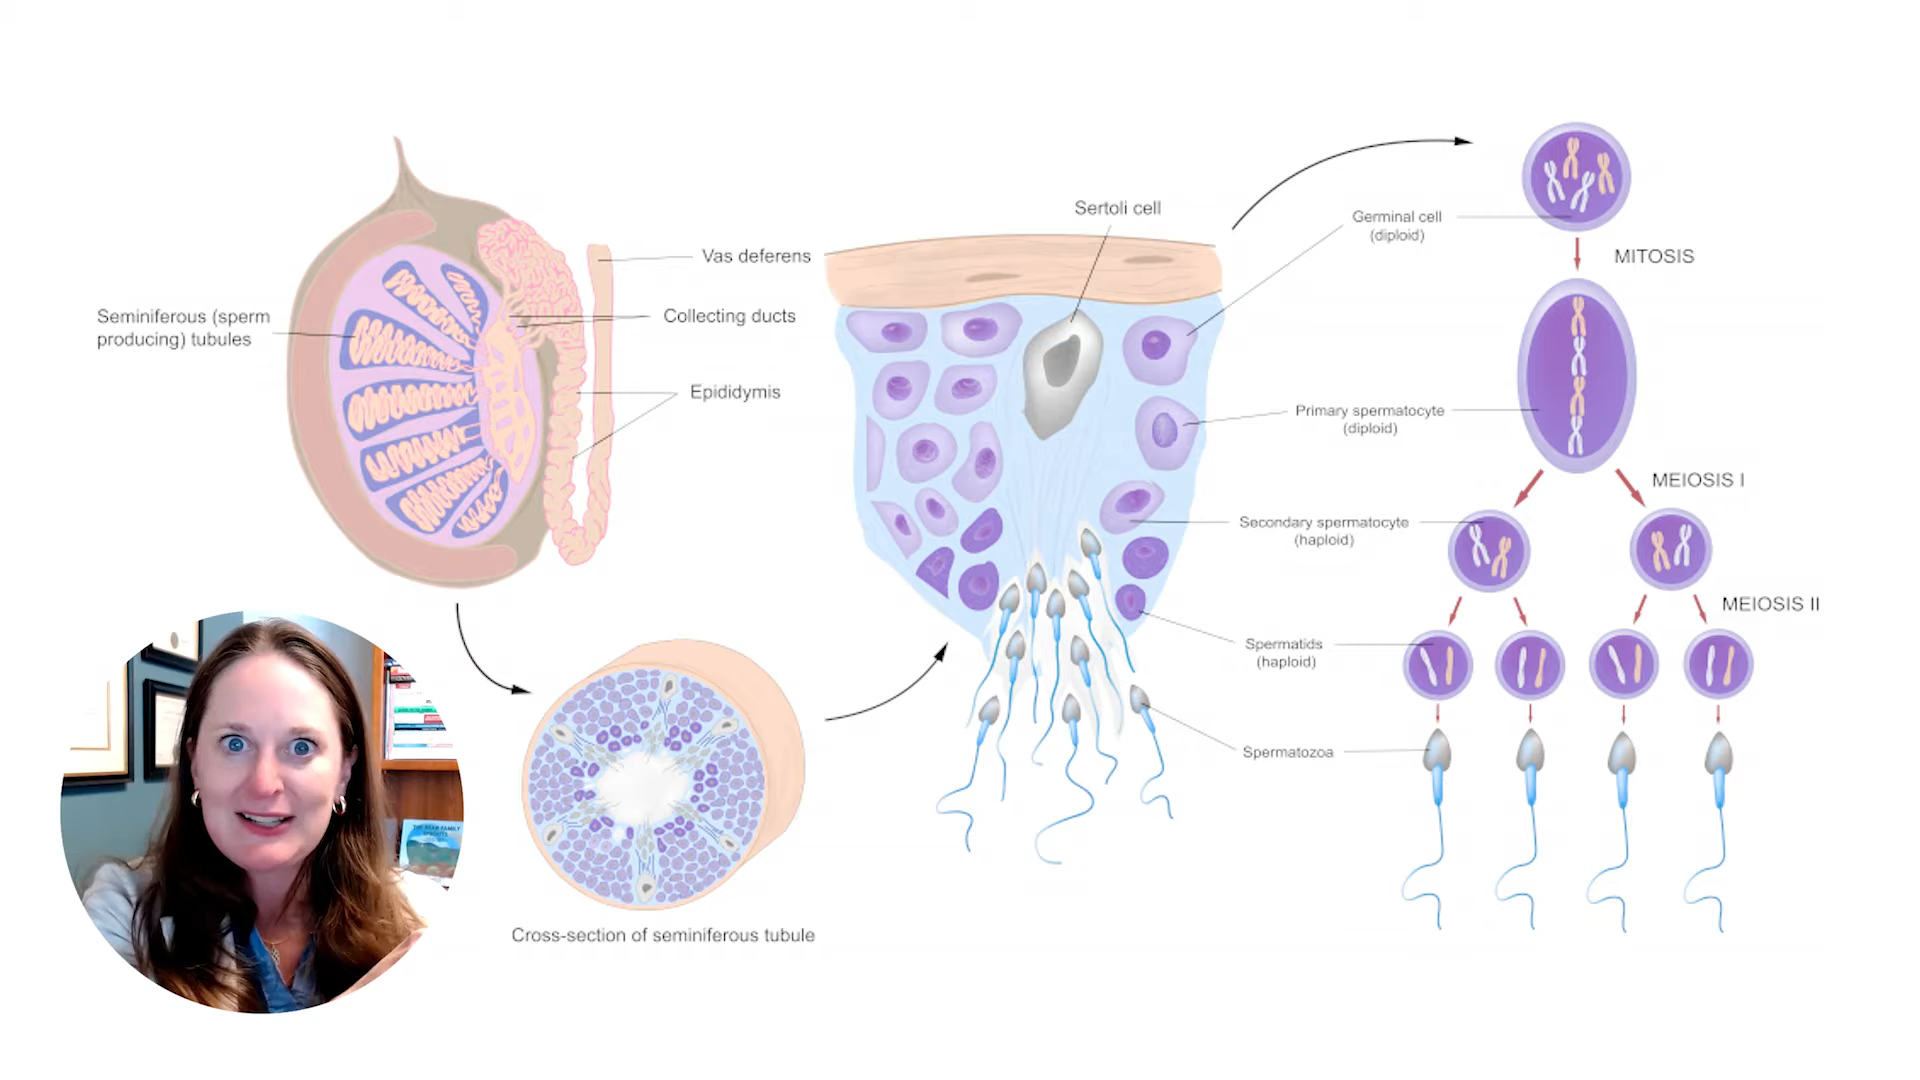 Seminiferous (sperm
producing) tubules
Vas deferens
Collecting ducts
Epididymis
Cross-section of seminiferous tubule
Sertoli cell
Germinal cell
(diploid)
Primary spermatocyte
(diploid)
Secondary spermatocyte
(haploid)
Spermatids
(haploid)
Spermatozoa
MITOSIS
MEIOSIS I
MEIOSIS II